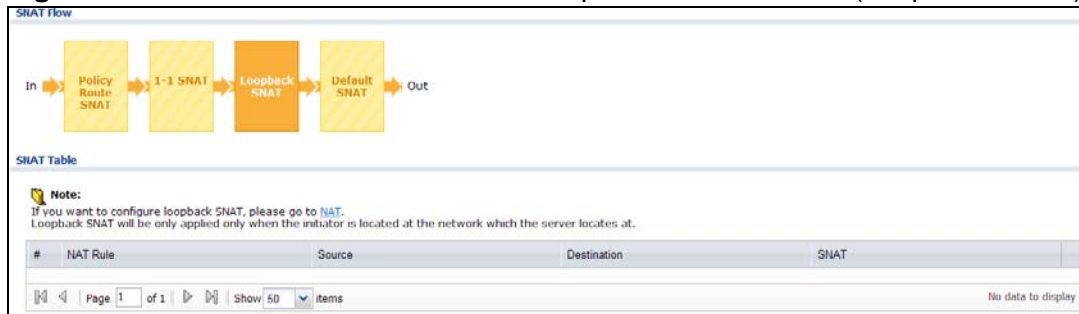 SNAT Flow
In
Policy Route SNAT
1-1 SNAT
Loopback SNAT
Default SNAT
Out
SNAT Table
Note:
If you want to configure loopback SNAT, please go to NAT.
Loopback SNAT will be only applied only when the initiator is located at the network which the server locates at.
# NAT Rule Source Destination SNAT
Page 1 of 1 Show 50 items No data to display